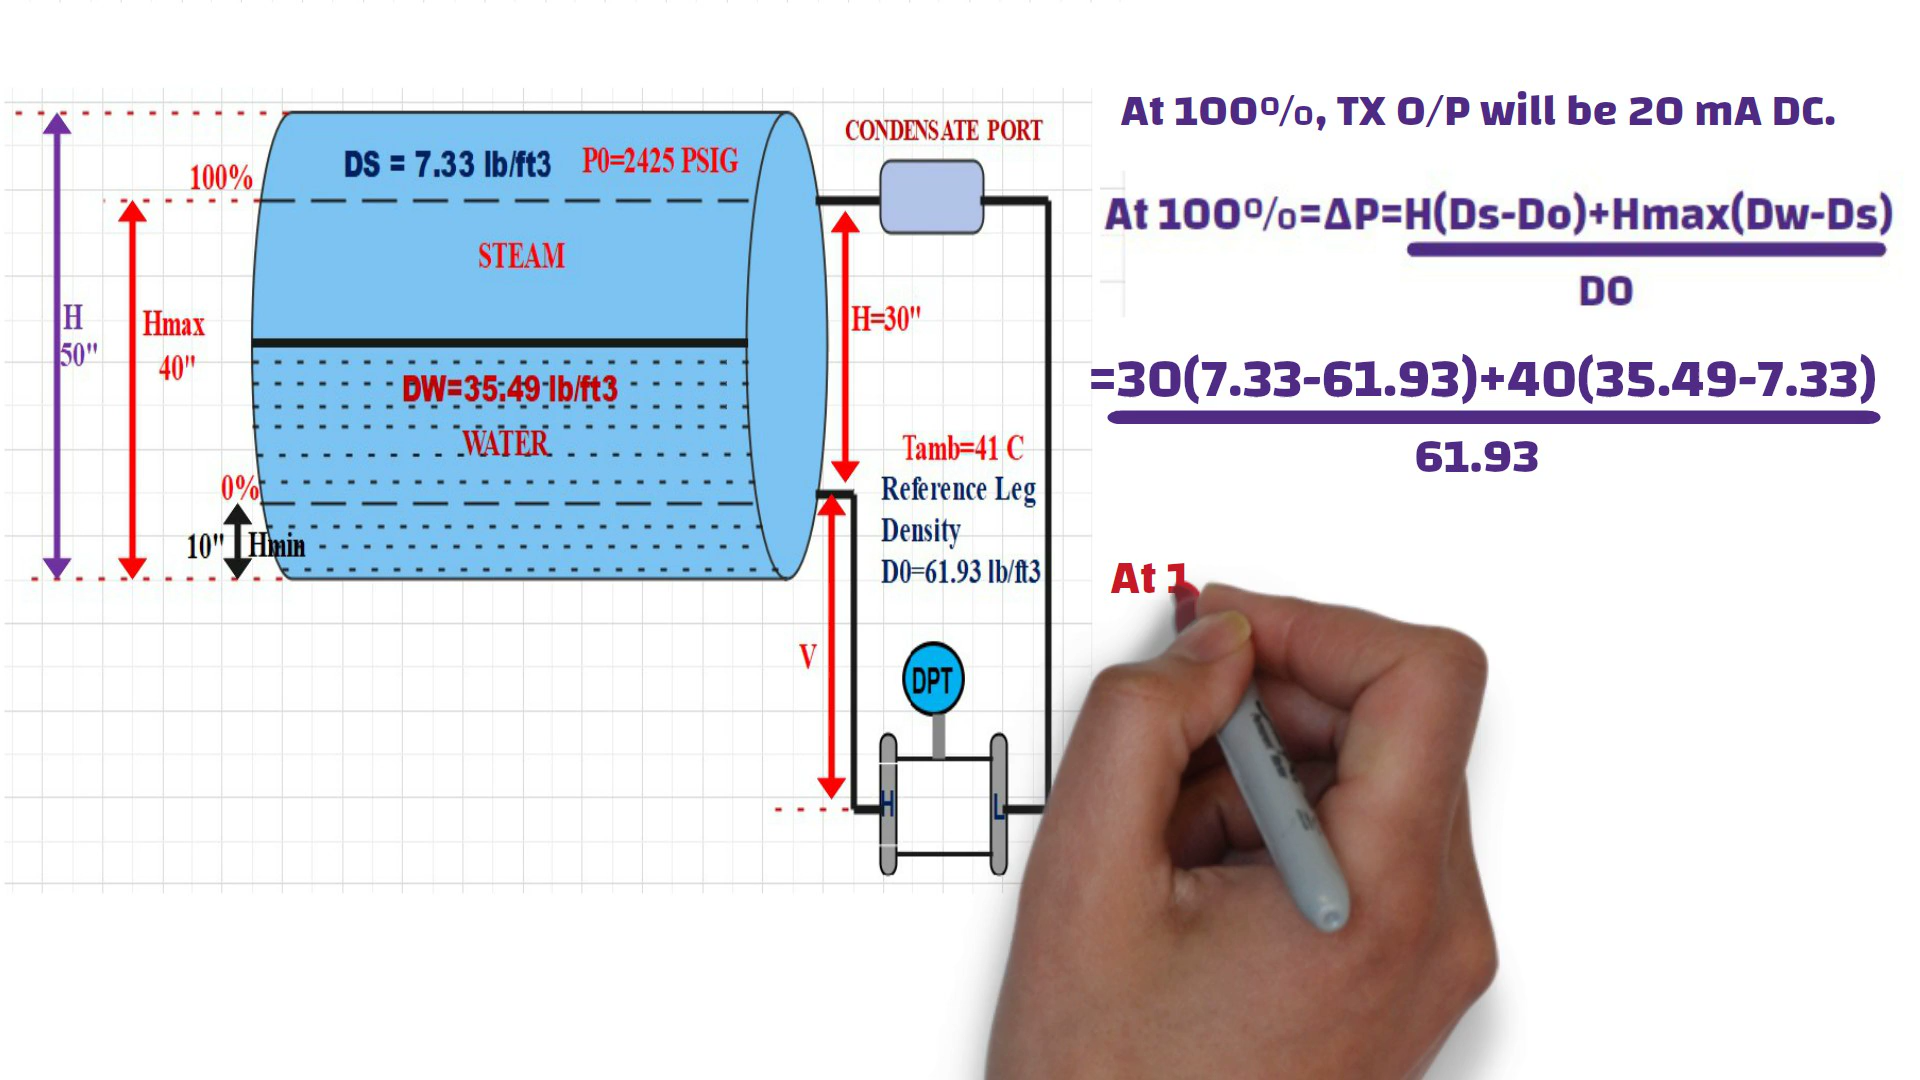 At 100%, TX O/P will be 20 mA DC.
CONDENSATE PORT
DS = 7.33 lb/ft3 P0=2425 PSIG
100%
At 100%=ΔP=H(Ds-Do)+Hmax(Dw-Ds)
DO
STEAM
H
50"
Hmax
40"
H=30"
=30(7.33-61.93)+40(35.49-7.33)
61.93
DW=35.49 lb/ft3
WATER
Tamb=41 C
Reference Leg
Density
D0=61.93 lb/ft3
0%
10" Hmin
At 1
V
DPT
H
L